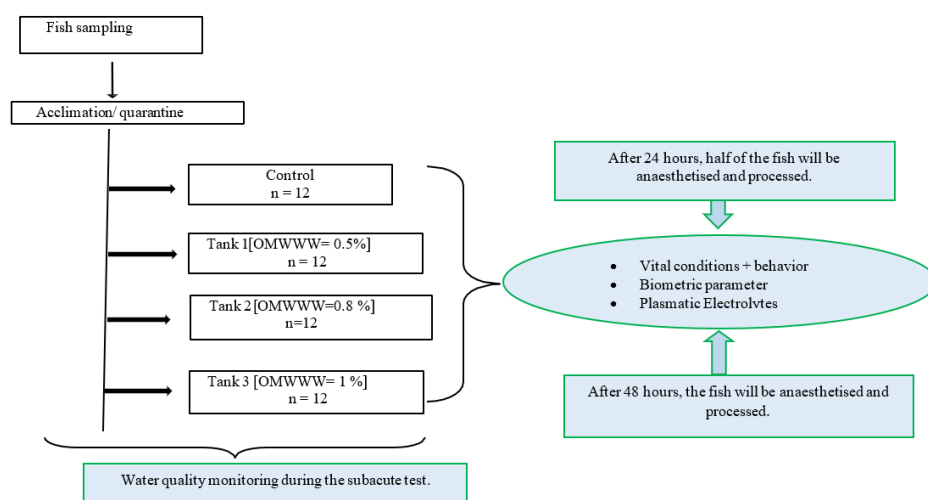 Fish sampling
Acclimation/ quarantine
Control
n = 12
Tank 1[OMWWW= 0.5%]
n = 12
Tank 2 [OMWWW=0.8 %]
n=12
Tank 3 [OMWWW= 1 %]
n = 12
Water quality monitoring during the subacute test.
After 24 hours, half of the fish will be
anaesthetised and processed.
• Vital conditions + behavior
• Biometric parameter
• Plasmatic Electrolytes
After 48 hours, the fish will be anaesthetised and
processed.